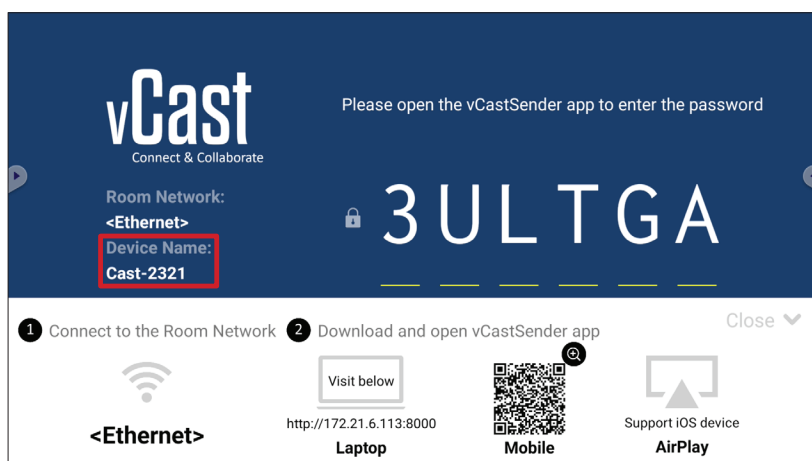 vCast
Connect & Collaborate
Please open the vCastSender app to enter the password
Room Network:
<Ethernet>
Device Name:
Cast-2321
3ULTGA
1 Connect to the Room Network
2 Download and open vCastSender app
Close
Visit below
http://172.21.6.113:8000
Laptop
Mobile
Support iOS device
AirPlay
<Ethernet>